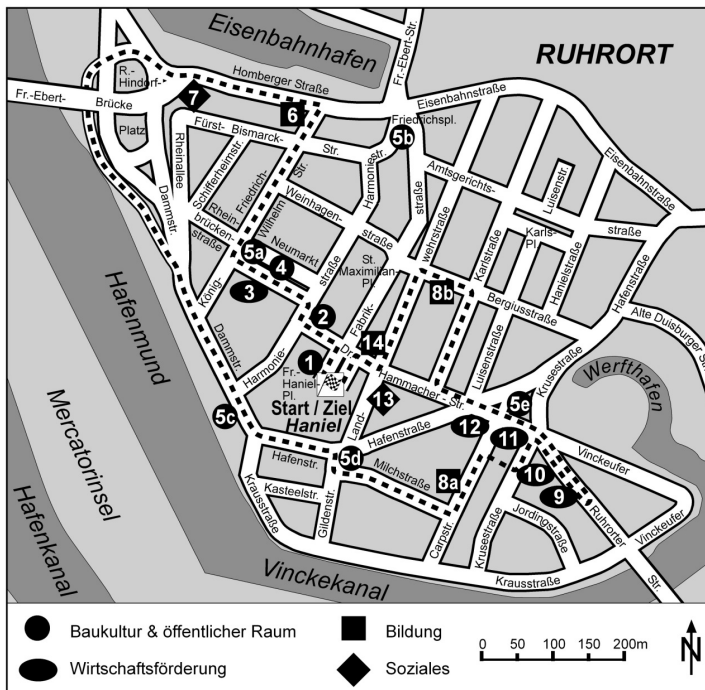 Eisenbahnhafen
RUHRORT
Fr.-Ebert-Str.
R.-
Hindorf-
Platz
Homberger Straße
Fr.-Ebert-
Brücke
7
6
Friedrichspl.
5b
Eisenbahnstraße
Eisenbahnstraße
Fürst-
Bismarck-
Str.
Rheinallee
Schifferheimstr.
Friedrich-
Wilhelm
Str.
Harmoniestr.
Amtsgerichts-
straße
Luisenstr.
Dammstr.
Rhein-
brücken-
straße
Weinhagen-
straße
straße
wehrstraße
Karlstraße
Karls-
Pl.
Hanielstraße
Hafenstraße
5a
4
Neumarkt
St.
Maximilian-
Pl.
8b
Bergiusstraße
Alte Duisburger Str.
Hafenmund
König-
3
straße
Harmonie-
2
Fabrik-
14
Dr.-
Hammacher - Str.
Luisenstraße
Krusestraße
Werfthafen
1
Fr.-
Haniel-
Pl.
Start / Ziel
Haniel
Dammstr.
13
5e
Mercatorinsel
5c
Land-
Hafenstraße
12
11
Vinckeufer
Hafenstr.
5d
Milchstraße
8a
10
9
Hafenkanal
Kasteelstr.
Gildenstr.
Krausstraße
Carpstr.
Krusestraße
Jordingstraße
Ruhrorter
Str.
Vinckeufer
Krausstraße
Vinckekanal
Baukultur & öffentlicher Raum
Bildung
Wirtschaftsförderung
Soziales
0 50 100 150 200m
N